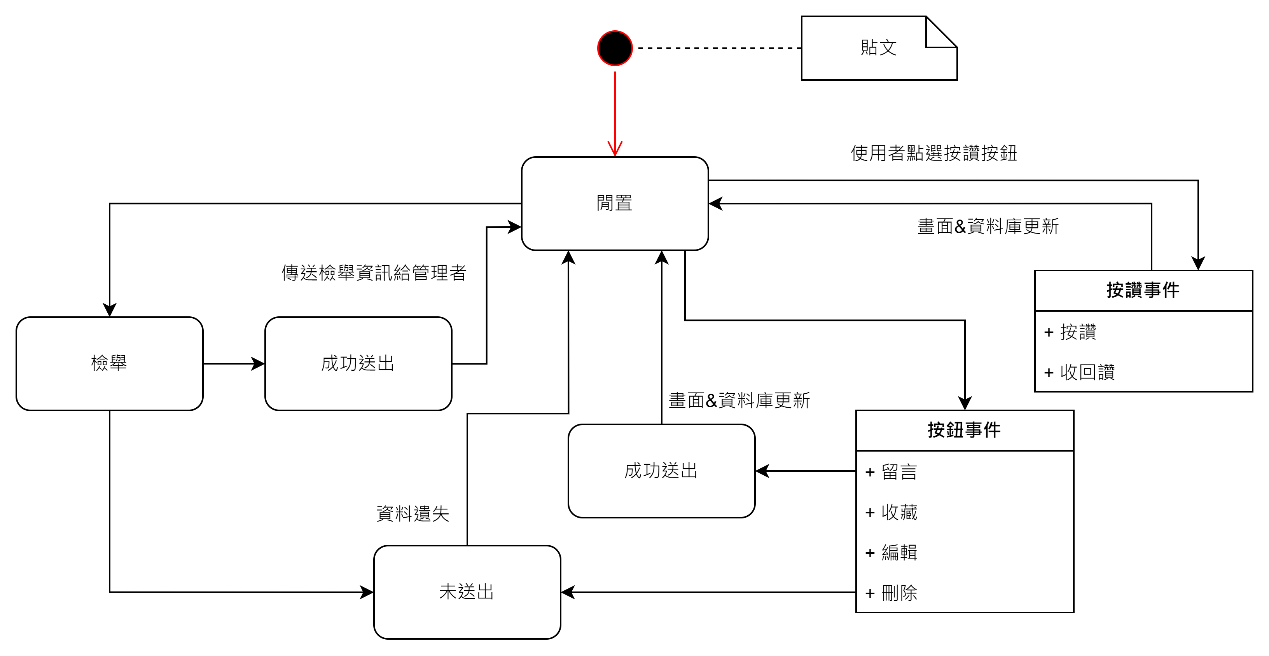 貼文
使用者點選按讚按鈕
閒置
畫面&資料庫更新
傳送檢舉資訊給管理者
按讚事件
+ 按讚
+ 收回讚
檢舉
成功送出
畫面&資料庫更新
按鈕事件
+ 留言
+ 收藏
+ 編輯
+ 刪除
成功送出
資料遺失
未送出